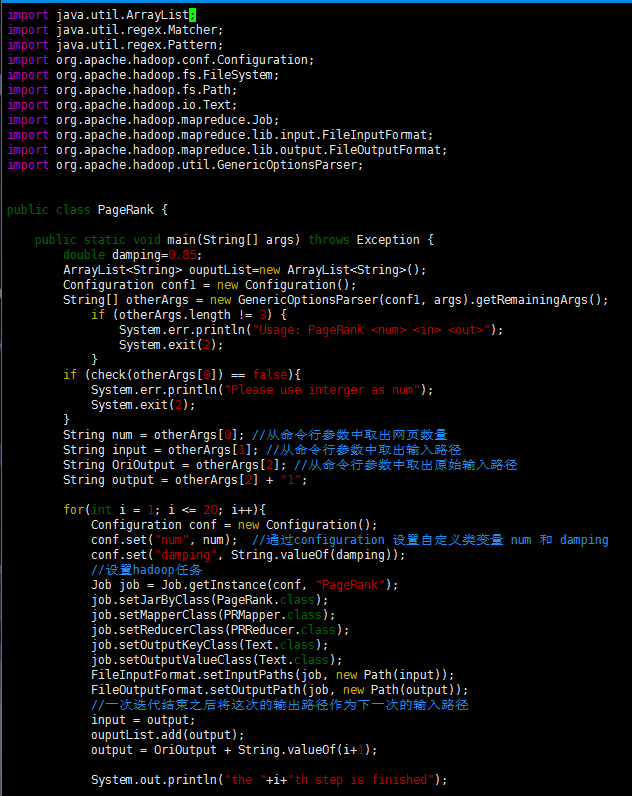 import java.util.ArrayList;
import java.util.regex.Matcher;
import java.util.regex.Pattern;
import org.apache.hadoop.conf.Configuration;
import org.apache.hadoop.fs.FileSystem;
import org.apache.hadoop.fs.Path;
import org.apache.hadoop.io.Text;
import org.apache.hadoop.mapreduce.Job;
import org.apache.hadoop.mapreduce.lib.input.FileInputFormat;
import org.apache.hadoop.mapreduce.lib.output.FileOutputFormat;
import org.apache.hadoop.util.GenericOptionsParser;
public class PageRank {
public static void main(String[] args) throws Exception {
double damping=0.85;
ArrayList<String> ouputList=new ArrayList<String>();
Configuration conf1 = new Configuration();
String[] otherArgs = new GenericOptionsParser(conf1, args).getRemainingArgs();
if (otherArgs.length != 3) {
System.err.println("Usage: PageRank <num> <in> <out>");
System.exit(2);
}
if (check(otherArgs[0]) == false){
System.err.println("Please use interger as num");
System.exit(2);
}
String num = otherArgs[0]; //从命令行参数中取出网页数量
String input = otherArgs[1]; //从命令行参数中取出输入路径
String OriOutput = otherArgs[2]; //从命令行参数中取出原始输入路径
String output = otherArgs[2] + "1";
for(int i = 1; i <= 20; i++){
Configuration conf = new Configuration();
conf.set("num", num);  //通过configuration 设置自定义类变量 num 和 damping
conf.set("damping", String.valueOf(damping));
//设置hadoop任务
Job job = Job.getInstance(conf, "PageRank");
job.setJarByClass(PageRank.class);
job.setMapperClass(PRMapper.class);
job.setReducerClass(PRReducer.class);
job.setOutputKeyClass(Text.class);
job.setOutputValueClass(Text.class);
FileInputFormat.setInputPaths(job, new Path(input));
FileOutputFormat.setOutputPath(job, new Path(output));
//一次迭代结束之后将这次的输出路径作为下一次的输入路径
input = output;
ouputList.add(output);
output = OriOutput + String.valueOf(i+1);
System.out.println("the "+i+"th step is finished");